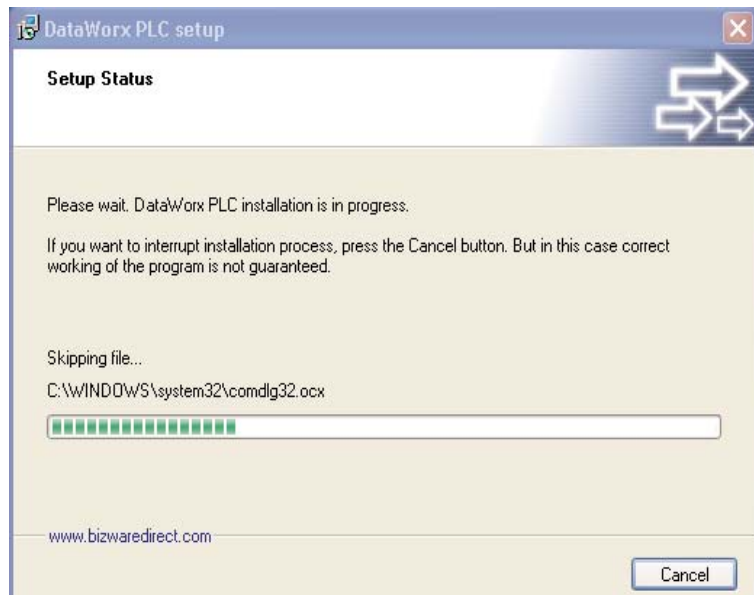 DataWorx PLC setup
Setup Status
Please wait. DataWorx PLC installation is in progress.
If you want to interrupt installation process, press the Cancel button. But in this case correct
working of the program is not guaranteed.
Skipping file...
C:\WINDOWS\system32\comdlg32.ocx
www.bizwaredirect.com
Cancel